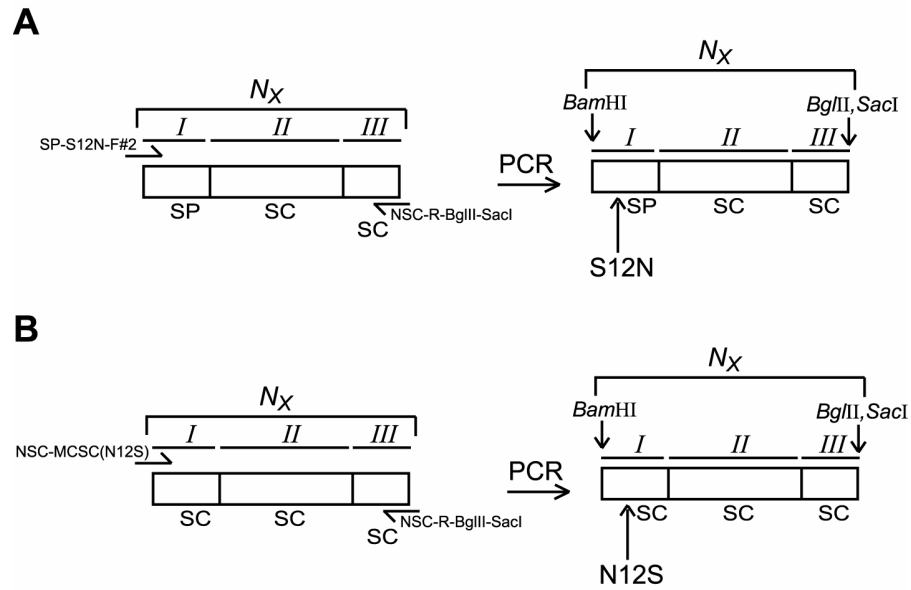 A
N_X
I II III
SP-S12N-F#2
SP SC
SC
NSC-R-BglII-SacI
PCR
N_X
BamHI
BglII,SacI
I II III
SP SC SC
S12N
B
N_X
I II III
NSC-MCSC(N12S)
SC SC
SC
NSC-R-BglII-SacI
PCR
N_X
BamHI
BglII,SacI
I II III
SC SC SC
N12S